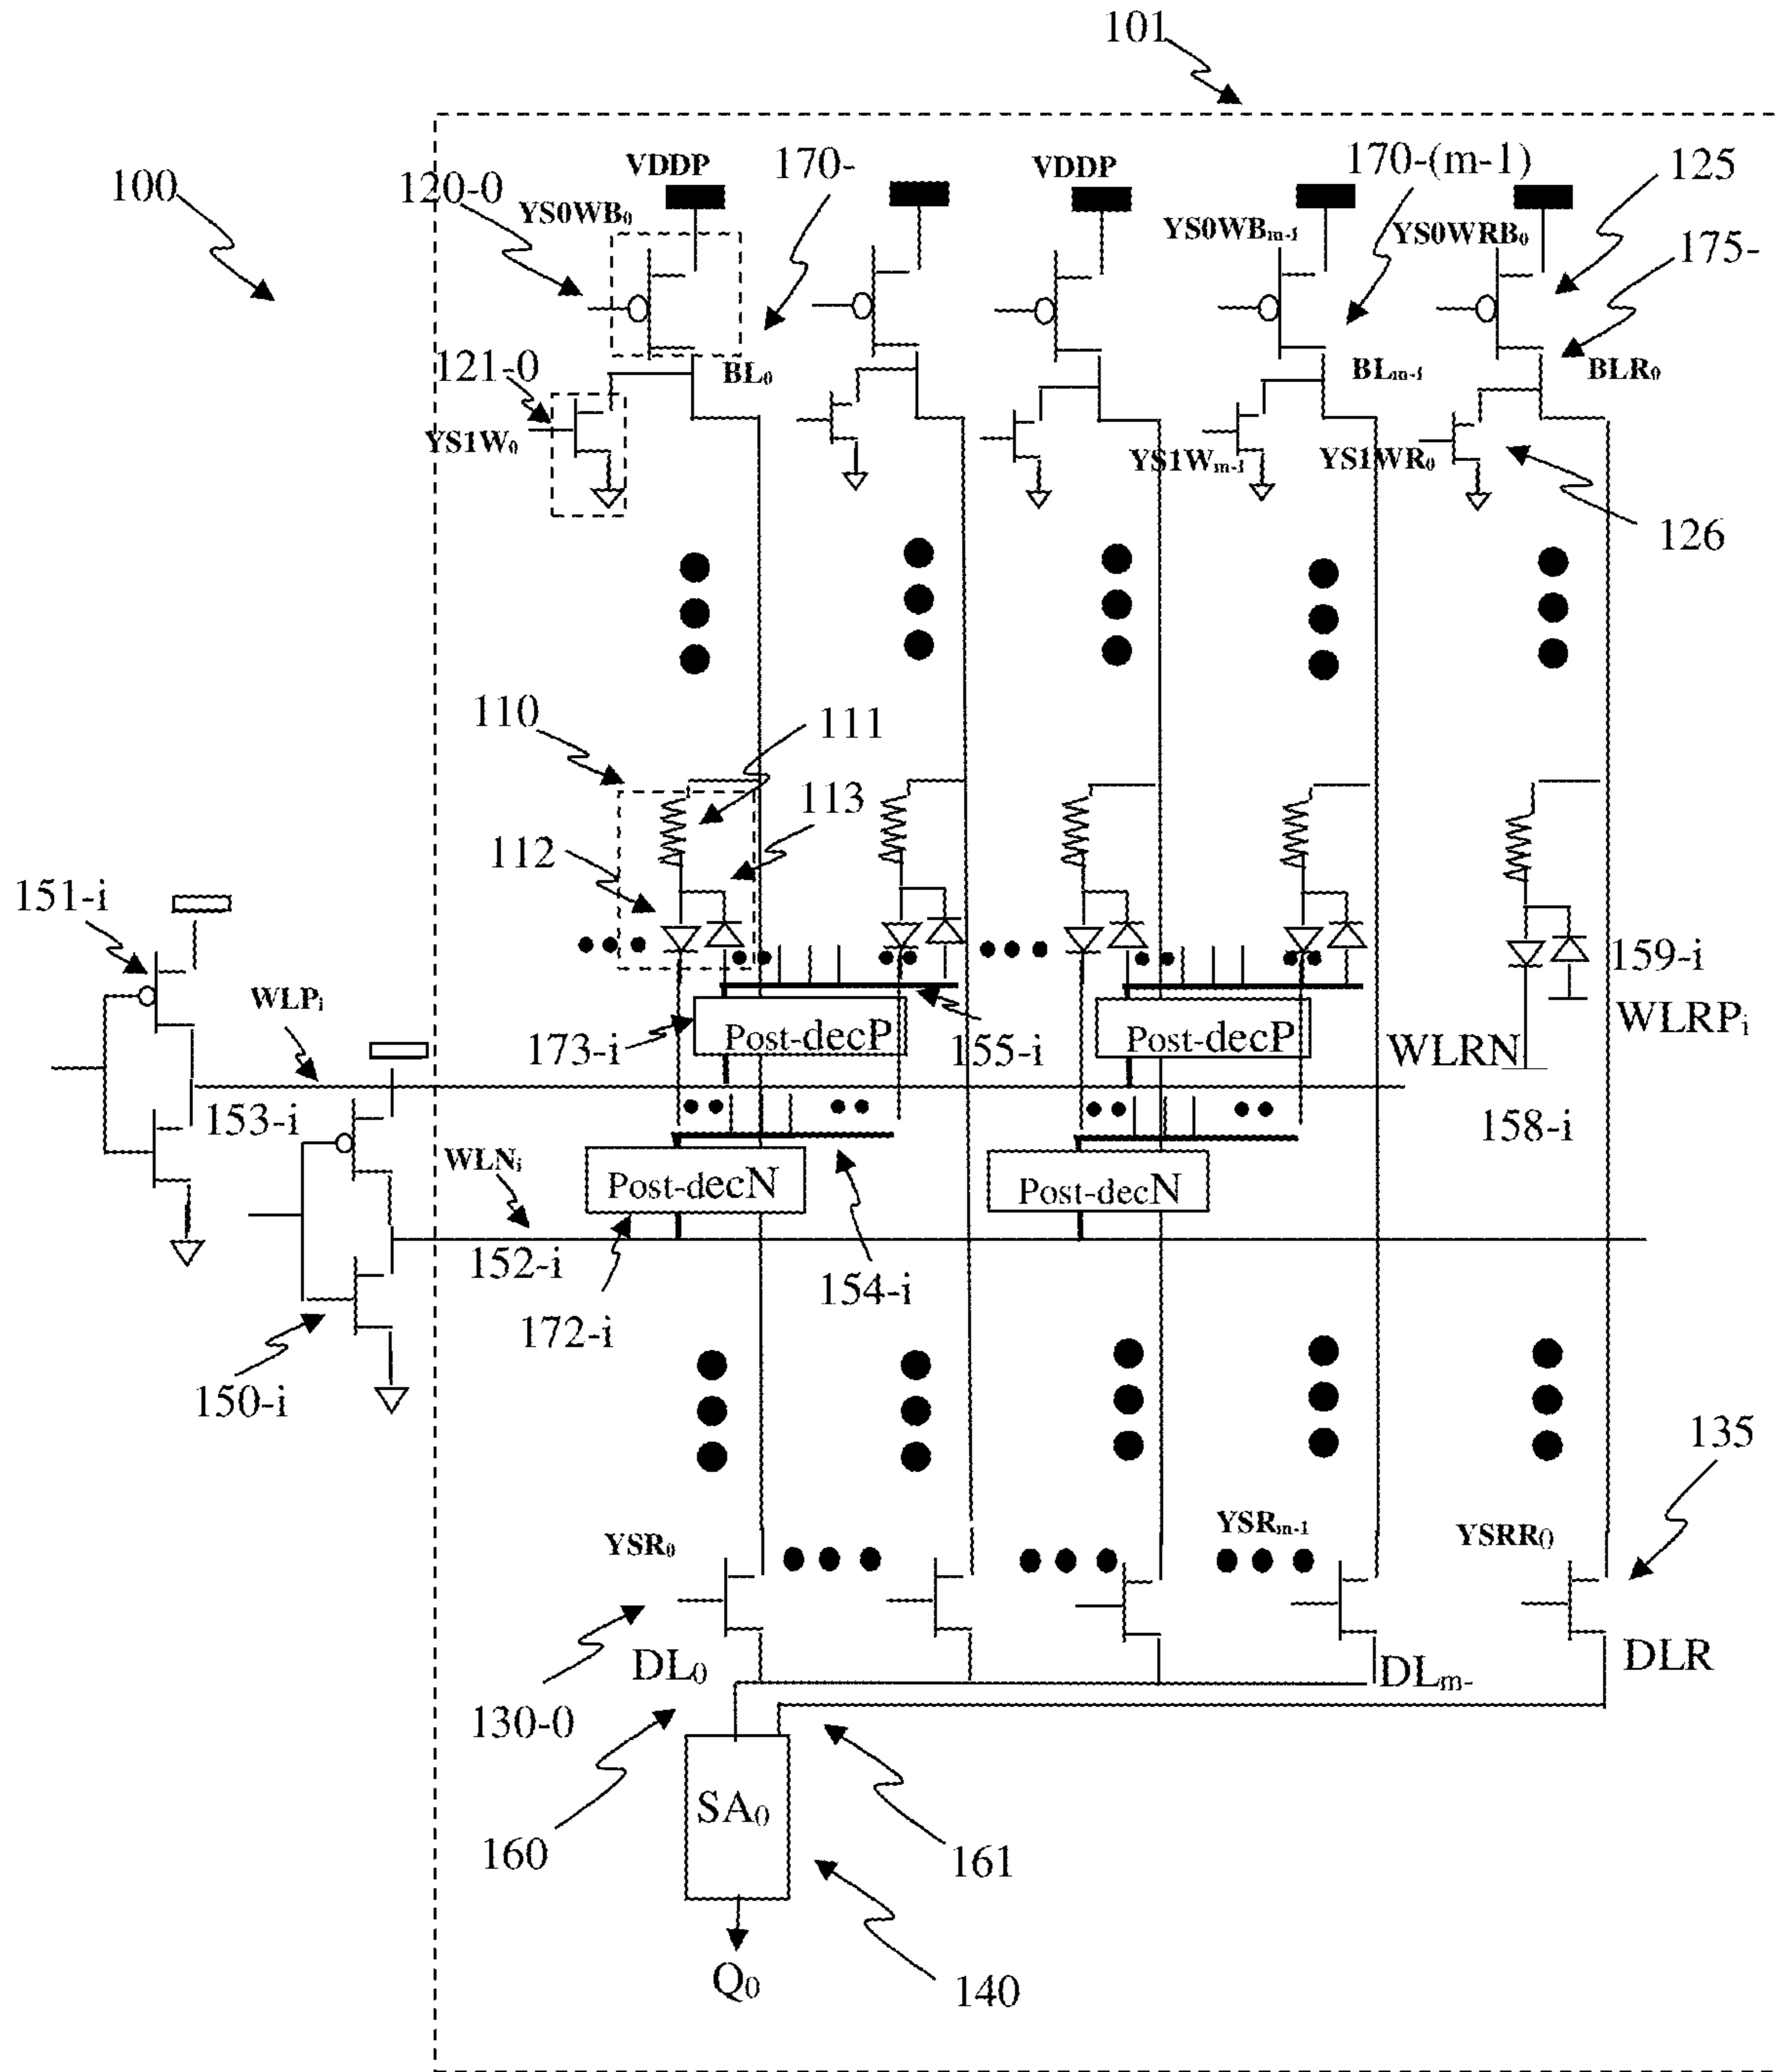 101
100
120-0
VDDP
YS0WB₀
170-
VDDP
170-(m-1)
YS0WBₘ₋₁
YS0WRB₀
125
175-
121-0
YS1W₀
BL₀
BLₘ₋₁
YS1Wₘ₋₁
YS1WR₀
BLR₀
126
110
111
113
112
151-i
WLPᵢ
153-i
173-i
Post-decP
155-i
Post-decP
WLRN
159-i
WLRPᵢ
158-i
WLNᵢ
152-i
Post-decN
Post-decN
172-i
154-i
150-i
135
YSR₀
YSRₘ₋₁
YSRR₀
130-0
DL₀
DLₘ₋
DLR
160
SA₀
161
140
Q₀